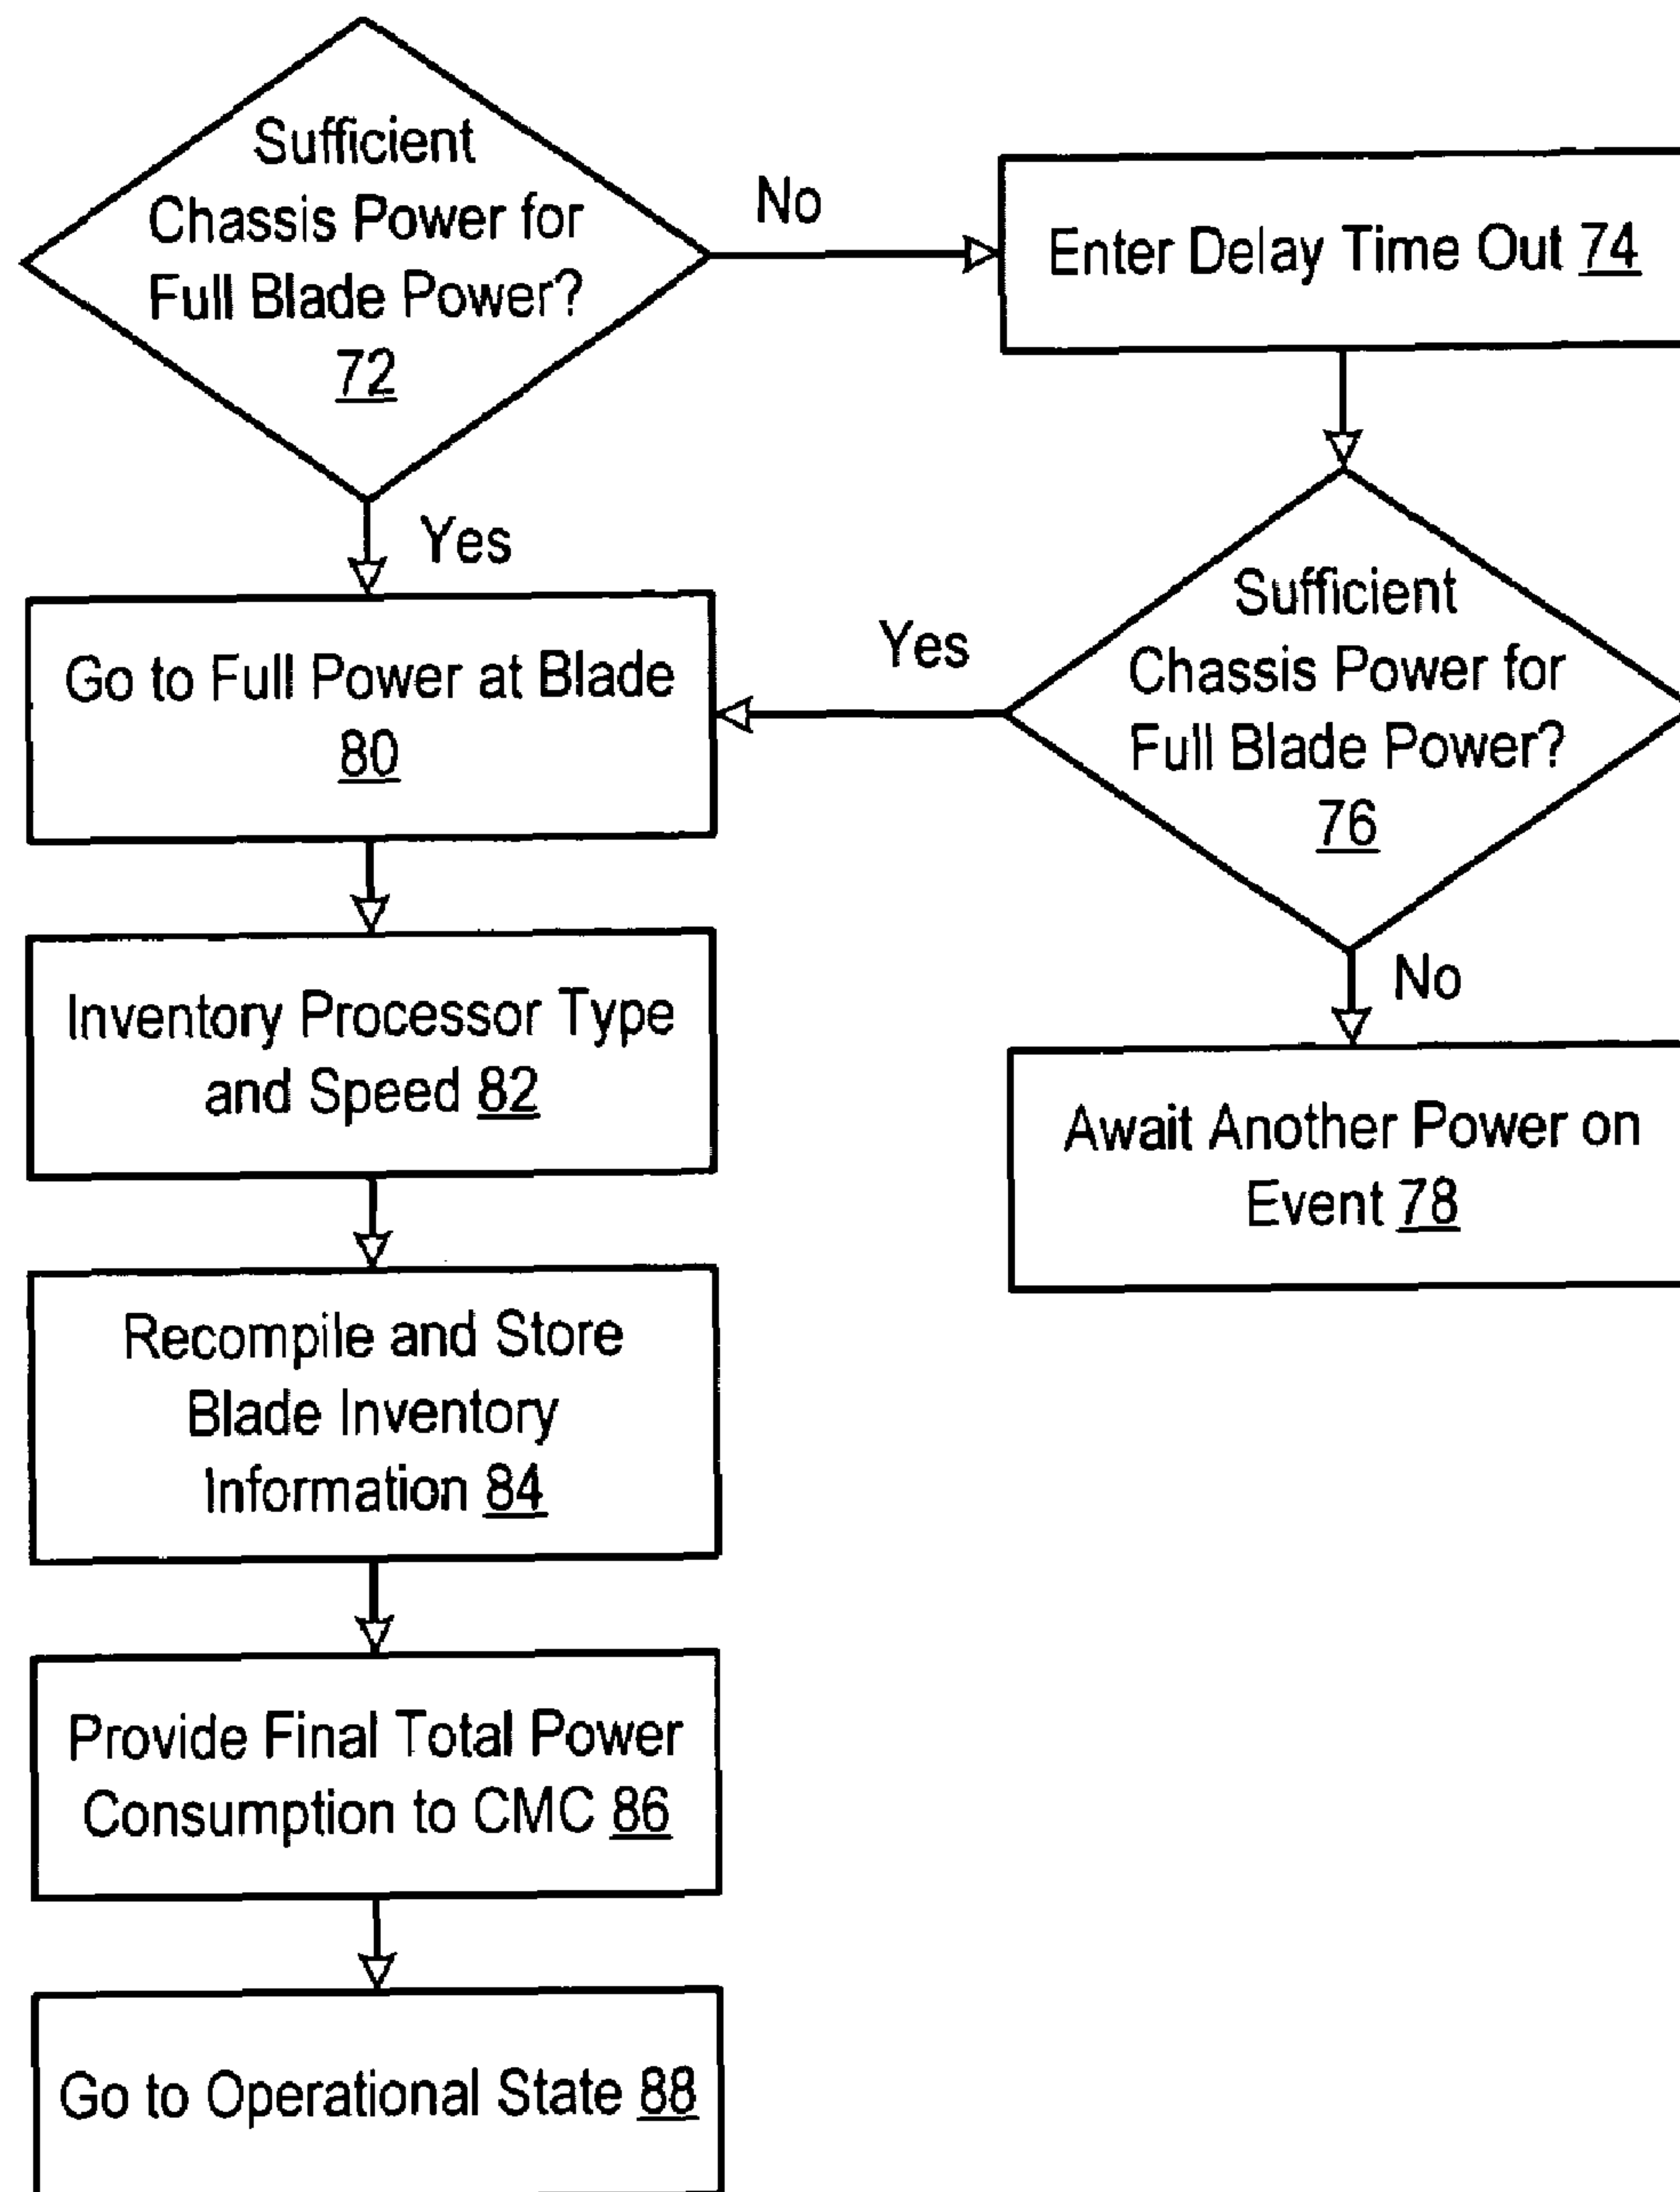 Sufficient
Chassis Power for
Full Blade Power?
72
No
Enter Delay Time Out 74
Yes
Sufficient
Chassis Power for
Full Blade Power?
76
Yes
Go to Full Power at Blade
80
No
Inventory Processor Type
and Speed 82
Await Another Power on
Event 78
Recompile and Store
Blade Inventory
Information 84
Provide Final Total Power
Consumption to CMC 86
Go to Operational State 88